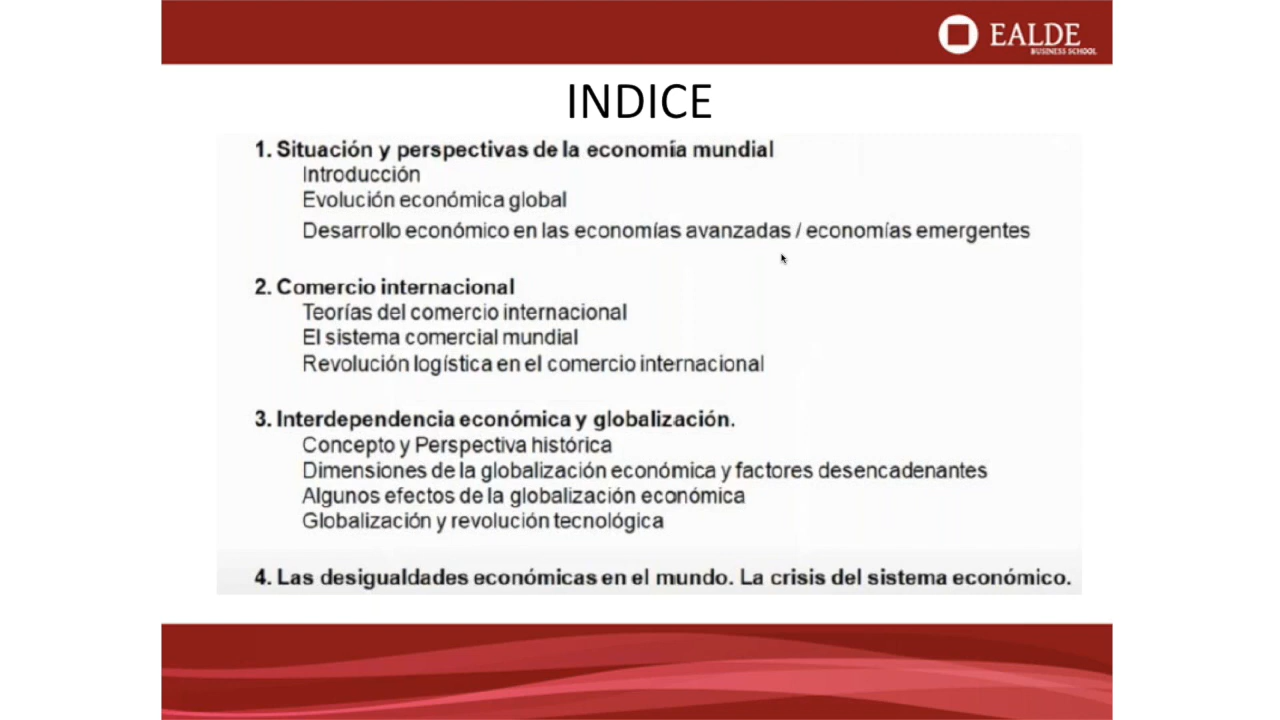 EALDE
BUSINESS SCHOOL
INDICE
1. Situación y perspectivas de la economía mundial
Introducción
Evolución económica global
Desarrollo económico en las economías avanzadas / economías emergentes
2. Comercio internacional
Teorías del comercio internacional
El sistema comercial mundial
Revolución logística en el comercio internacional
3. Interdependencia económica y globalización.
Concepto y Perspectiva histórica
Dimensiones de la globalización económica y factores desencadenantes
Algunos efectos de la globalización económica
Globalización y revolución tecnológica
4. Las desigualdades económicas en el mundo. La crisis del sistema económico.